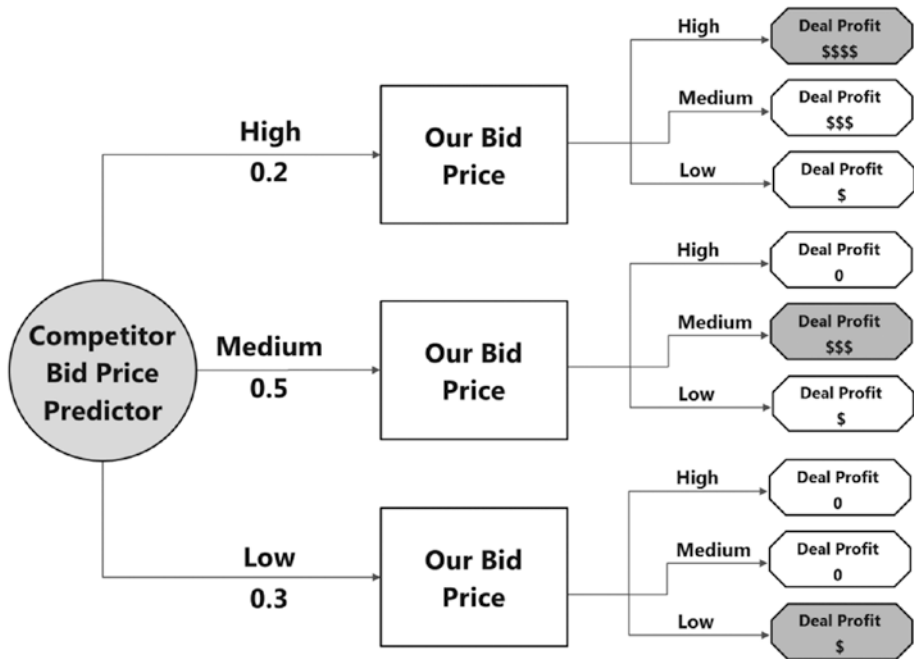 High
Deal Profit
$$$$
Medium
Deal Profit
$$$
Low
Deal Profit
$
High
0.2
Our Bid
Price
High
Deal Profit
0
Medium
Deal Profit
$$$
Low
Deal Profit
$
Competitor
Bid Price
Predictor
Medium
0.5
Our Bid
Price
High
Deal Profit
0
Medium
Deal Profit
0
Low
Deal Profit
$
Low
0.3
Our Bid
Price